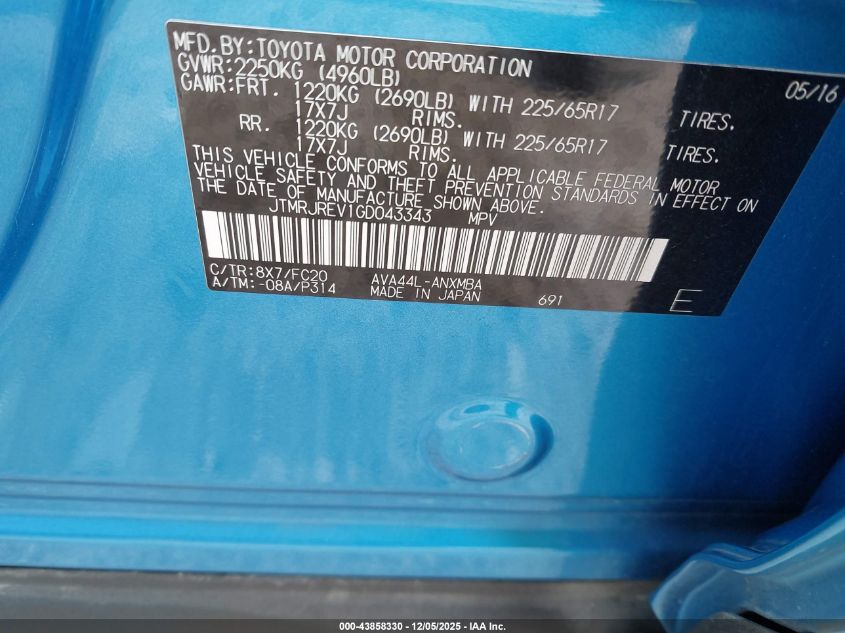 MFD. BY: TOYOTA MOTOR CORPORATION 05/16
GVWR: 2250KG (4960LB)
GAWR: FRT. 1220KG (2690LB) WITH 225/65R17 TIRES.
17X7J RIMS.
RR. 1220KG (2690LB) WITH 225/65R17 TIRES.
17X7J RIMS.
THIS VEHICLE CONFORMS TO ALL APPLICABLE FEDERAL MOTOR
VEHICLE SAFETY AND THEFT PREVENTION STANDARDS IN EFFECT ON
THE DATE OF MANUFACTURE SHOWN ABOVE.
JTMRJREV1GD043343 MPV
C/TR: 8X7/FC20 AVA44L-ANXMBA
A/TM: -08A/P314 MADE IN JAPAN 691 E
000-43858330 - 12/05/2025 - IAA Inc.